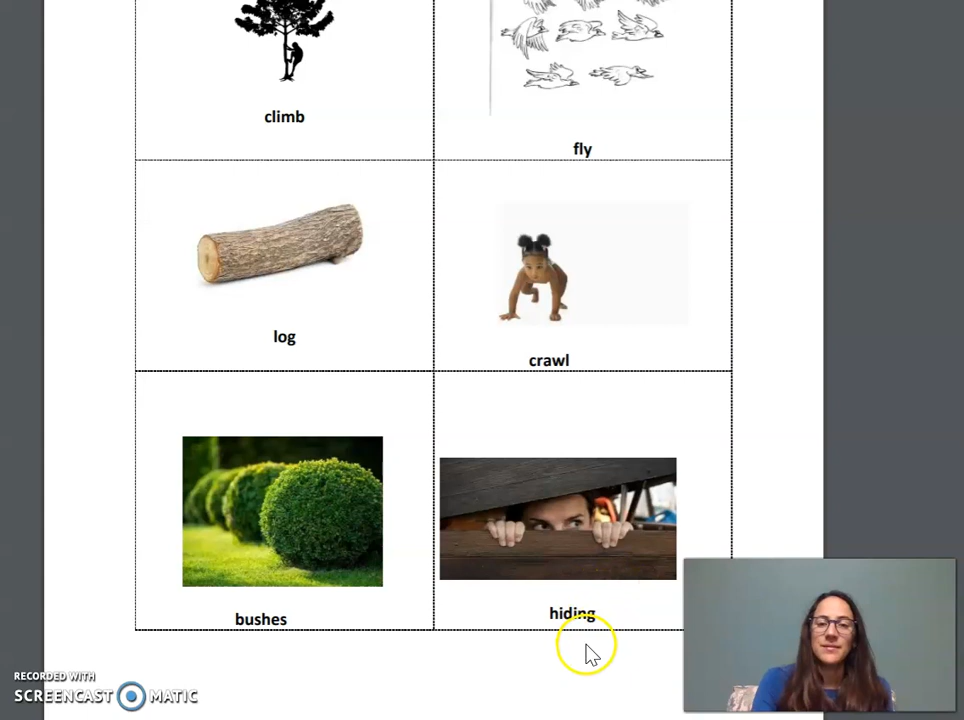 climb
fly
log
crawl
bushes
hiding
RECORDED WITH
SCREENCAST MATIC